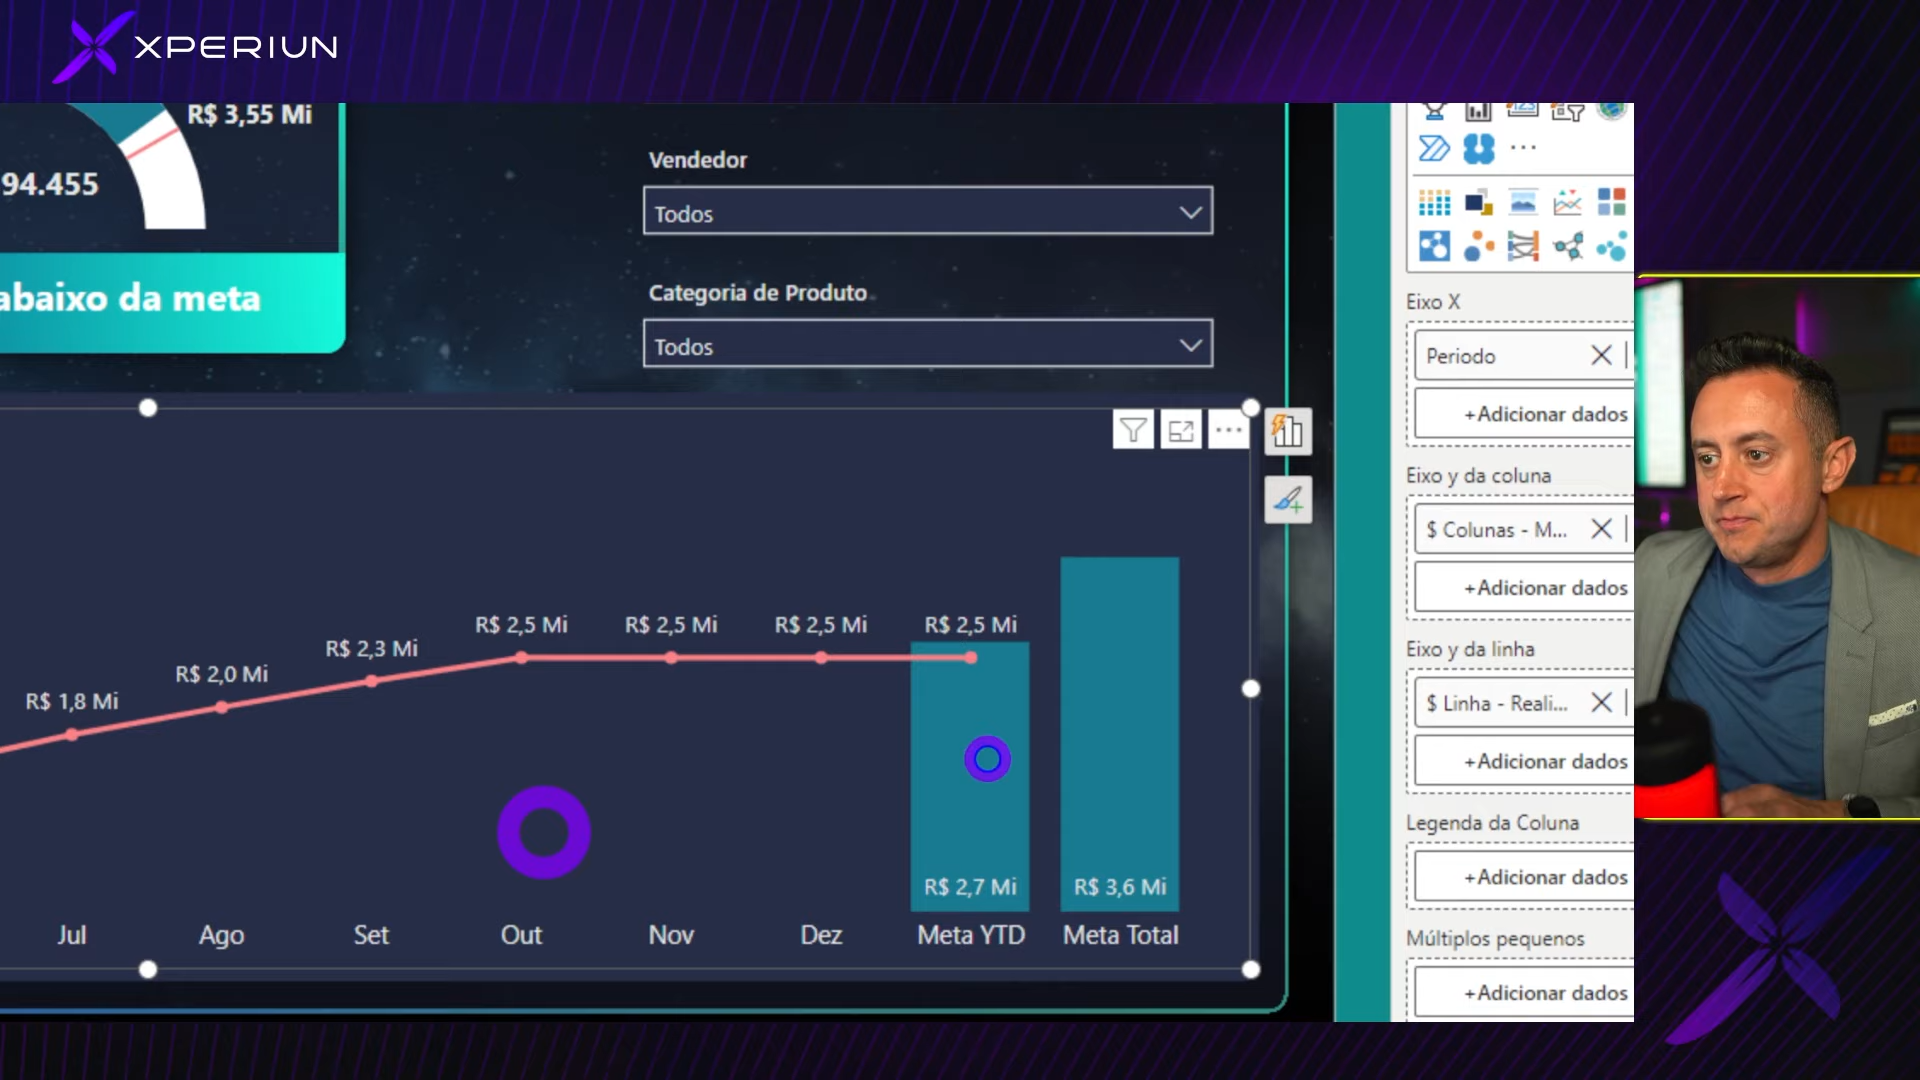 XPERIUN
R$ 3,55 Mi
94.455
abaixo da meta
Vendedor
Todos
Categoria de Produto
Todos
R$ 1,8 Mi
R$ 2,0 Mi
R$ 2,3 Mi
R$ 2,5 Mi
R$ 2,5 Mi
R$ 2,5 Mi
R$ 2,5 Mi
R$ 2,7 Mi
R$ 3,6 Mi
Jul
Ago
Set
Out
Nov
Dez
Meta YTD
Meta Total
Eixo X
Periodo
+Adicionar dados
Eixo y da coluna
$ Colunas - M...
+Adicionar dados
Eixo y da linha
$ Linha - Reali...
+Adicionar dados
Legenda da Coluna
+Adicionar dados
Múltiplos pequenos
+Adicionar dados